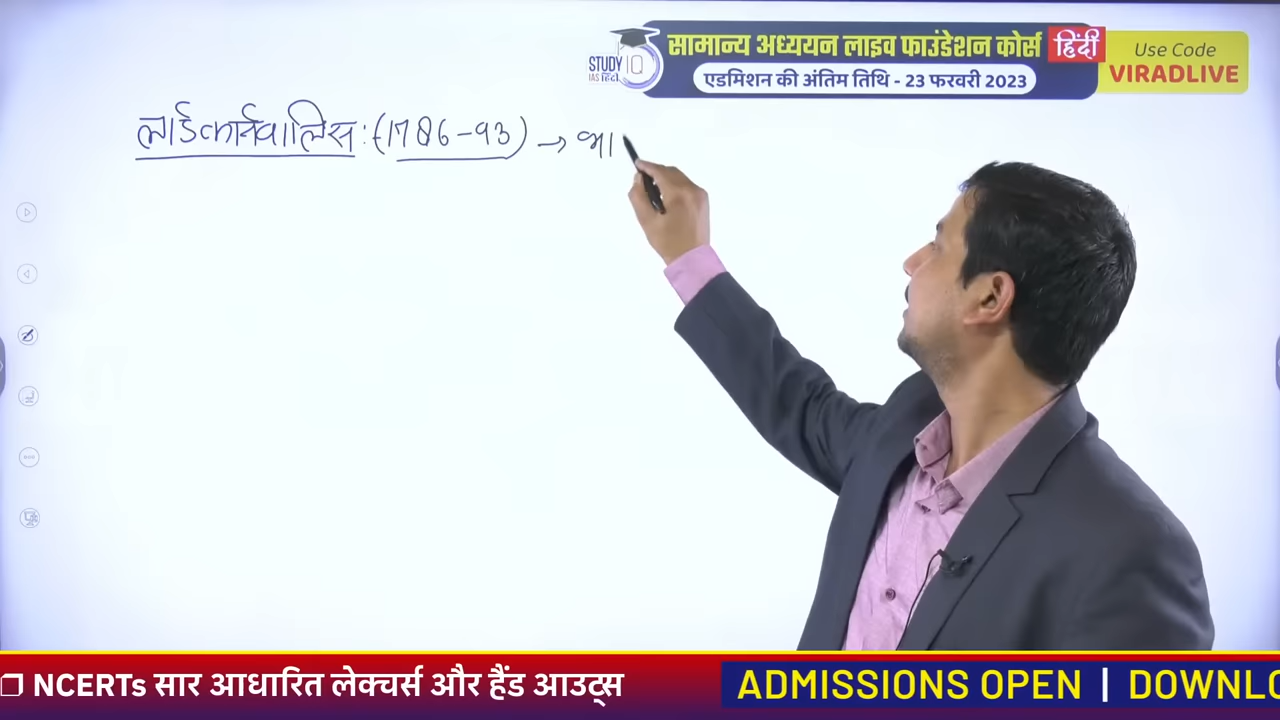 STUDY IQ
IAS हिंदी
सामान्य अध्ययन लाइव फाउंडेशन कोर्स हिंदी
एडमिशन की अंतिम तिथि - 23 फरवरी 2023
Use Code
VIRADLIVE
लार्ड कार्नवालिस : (1786-93) → भा
❐ NCERTs सार आधारित लेक्चर्स और हैंड आउट्स
ADMISSIONS OPEN | DOWNLO